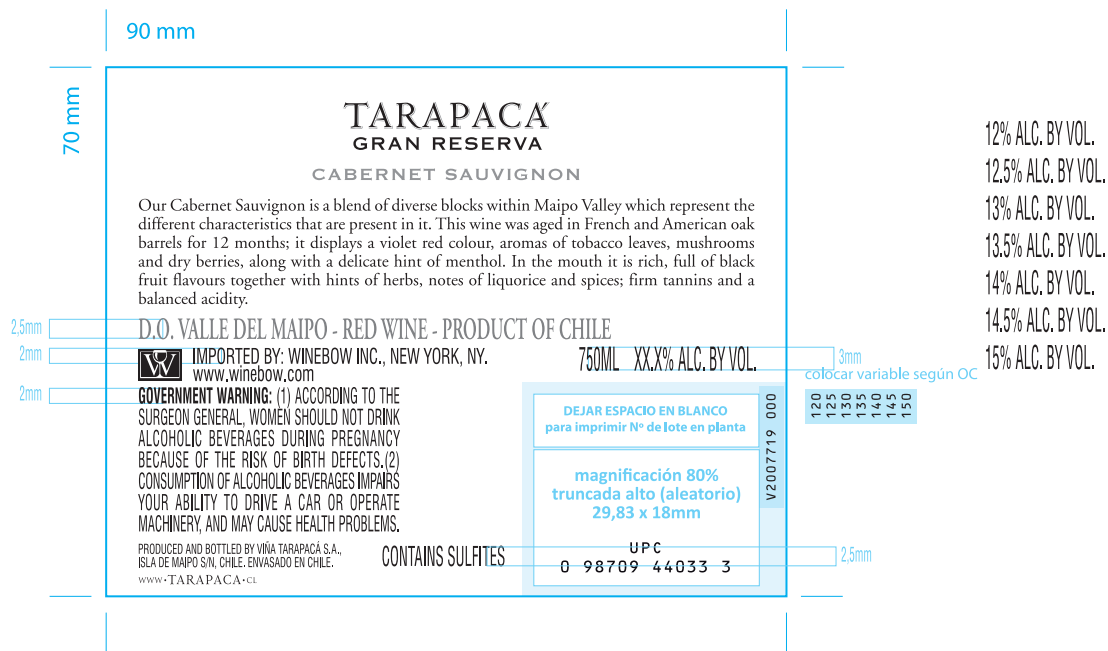 90 mm
70 mm
TARAPACÁ
GRAN RESERVA
CABERNET SAUVIGNON
Our Cabernet Sauvignon is a blend of diverse blocks within Maipo Valley which represent the
different characteristics that are present in it. This wine was aged in French and American oak
barrels for 12 months; it displays a violet red colour, aromas of tobacco leaves, mushrooms
and dry berries, along with a delicate hint of menthol. In the mouth it is rich, full of black
fruit flavours together with hints of herbs, notes of liquorice and spices; firm tannins and a
balanced acidity.
2,5mm
D.O. VALLE DEL MAIPO - RED WINE - PRODUCT OF CHILE
2mm
W
IMPORTED BY: WINEBOW INC., NEW YORK, NY.
www.winebow.com
750ML XX.X% ALC. BY VOL.
3mm
2mm
GOVERNMENT WARNING: (1) ACCORDING TO THE
SURGEON GENERAL, WOMEN SHOULD NOT DRINK
ALCOHOLIC BEVERAGES DURING PREGNANCY
BECAUSE OF THE RISK OF BIRTH DEFECTS.(2)
CONSUMPTION OF ALCOHOLIC BEVERAGES IMPAIRS
YOUR ABILITY TO DRIVE A CAR OR OPERATE
MACHINERY, AND MAY CAUSE HEALTH PROBLEMS.
PRODUCED AND BOTTLED BY VIÑA TARAPACÁ S.A.,
ISLA DE MAIPO S/N, CHILE. ENVASADO EN CHILE.
WWW•TARAPACA•CL
CONTAINS SULFITES
2,5mm
DEJAR ESPACIO EN BLANCO
para imprimir Nº de lote en planta
magnificación 80%
truncada alto (aleatorio)
29,83 x 18mm
UPC
0 98709 44033 3
V2007719 000
colocar variable según OC
120
125
130
135
140
145
150
12% ALC. BY VOL.
12.5% ALC. BY VOL.
13% ALC. BY VOL.
13.5% ALC. BY VOL.
14% ALC. BY VOL.
14.5% ALC. BY VOL.
15% ALC. BY VOL.